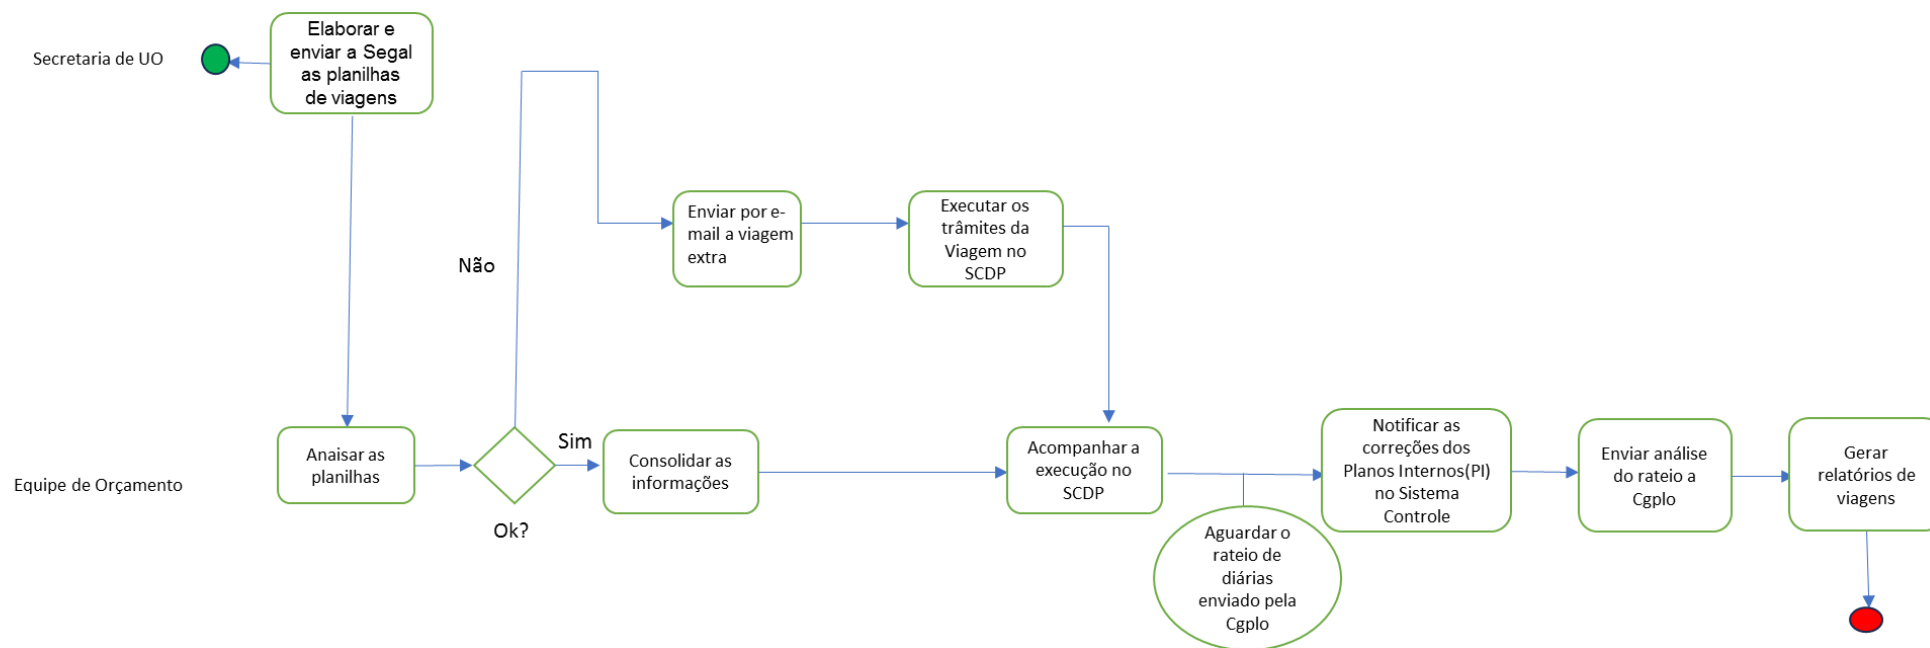 Secretaria de UO
Elaborar e
enviar a Segal
as planilhas
de viagens
Não
Enviar por e-
mail a viagem
extra
Executar os
trâmites da
Viagem no
SCDP
Equipe de Orçamento
Anaisar as
planilhas
Ok?
Sim
Consolidar as
informações
Acompanhar a
execução no
SCDP
Aguardar o
rateio de
diárias
enviado pela
Cgplo
Notificar as
correções dos
Planos Internos(PI)
no Sistema
Controle
Enviar análise
do rateio a
Cgplo
Gerar
relatórios de
viagens